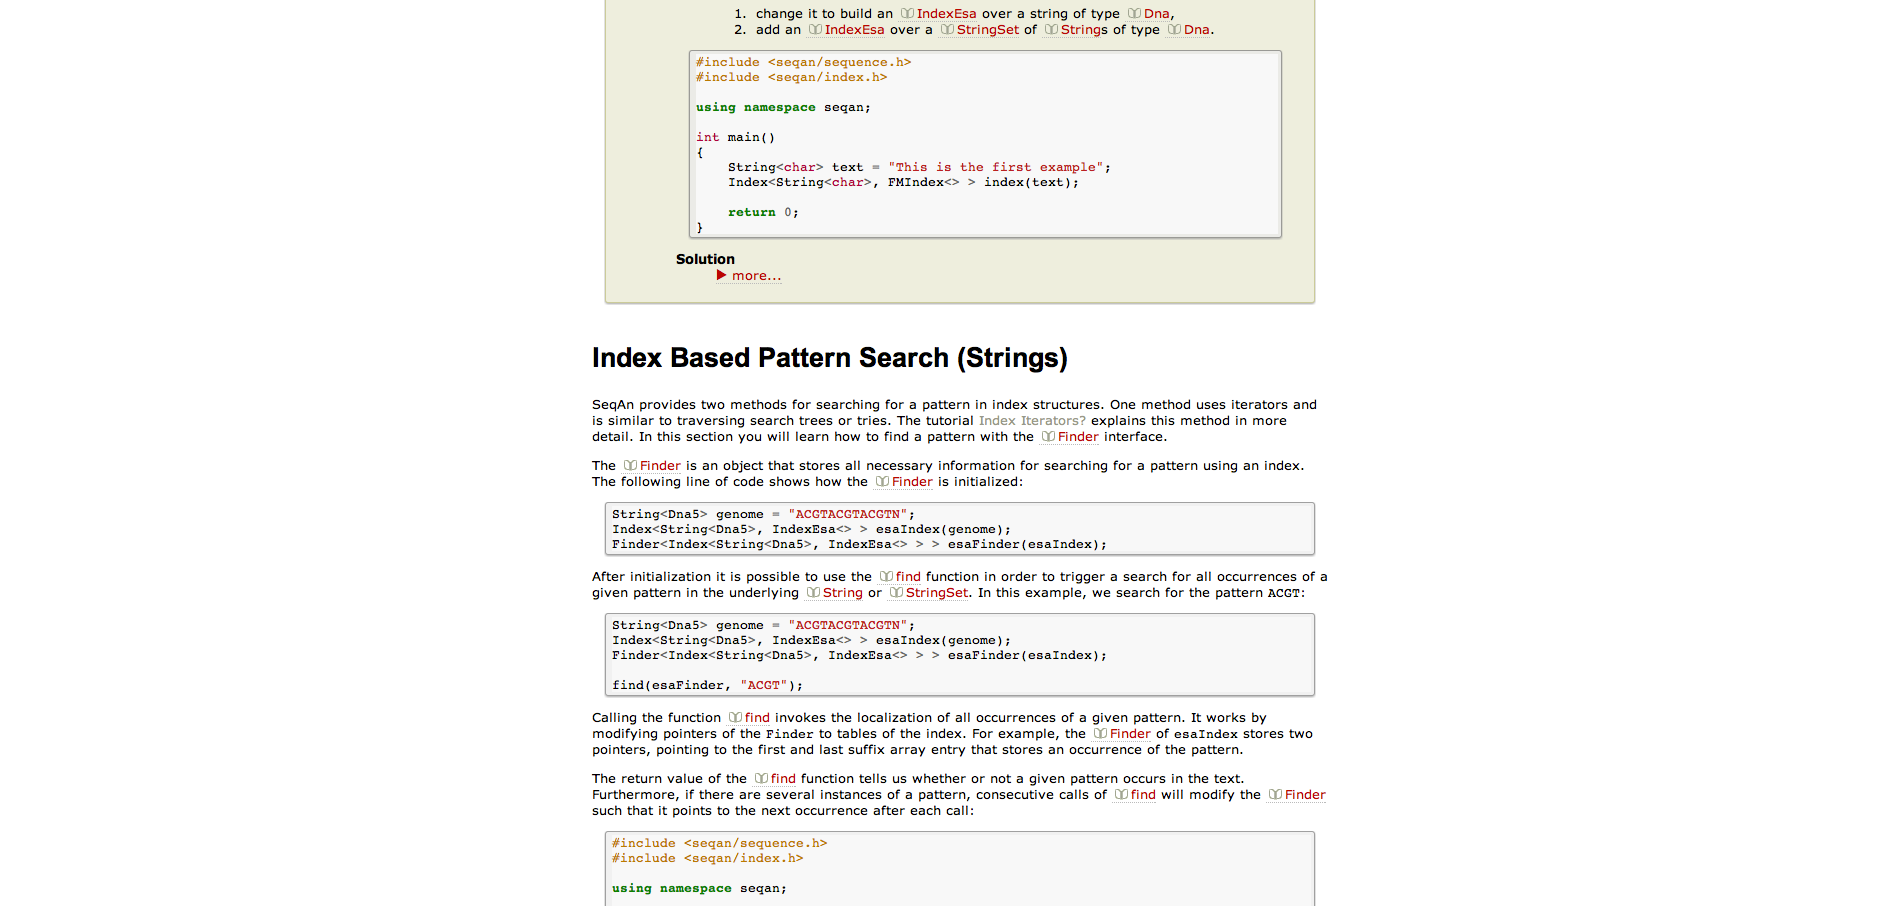 1. change it to build an IndexEsa over a string of type Dna,
2. add an IndexEsa over a StringSet of Strings of type Dna.
#include <seqan/sequence.h>
#include <seqan/index.h>
using namespace seqan;
int main()
{
String<char> text = "This is the first example";
Index<String<char>, FMIndex<> > index(text);
return 0;
}
Solution
more...
Index Based Pattern Search (Strings)
SeqAn provides two methods for searching for a pattern in index structures. One method uses iterators and
is similar to traversing search trees or tries. The tutorial Index Iterators? explains this method in more
detail. In this section you will learn how to find a pattern with the Finder interface.
The Finder is an object that stores all necessary information for searching for a pattern using an index.
The following line of code shows how the Finder is initialized:
String<Dna5> genome = "ACGTACGTACGTN";
Index<String<Dna5>, IndexEsa<> > esaIndex(genome);
Finder<Index<String<Dna5>, IndexEsa<> > > esaFinder(esaIndex);
After initialization it is possible to use the find function in order to trigger a search for all occurrences of a
given pattern in the underlying String or StringSet. In this example, we search for the pattern ACGT:
String<Dna5> genome = "ACGTACGTACGTN";
Index<String<Dna5>, IndexEsa<> > esaIndex(genome);
Finder<Index<String<Dna5>, IndexEsa<> > > esaFinder(esaIndex);
find(esaFinder, "ACGT");
Calling the function find invokes the localization of all occurrences of a given pattern. It works by
modifying pointers of the Finder to tables of the index. For example, the Finder of esaIndex stores two
pointers, pointing to the first and last suffix array entry that stores an occurrence of the pattern.
The return value of the find function tells us whether or not a given pattern occurs in the text.
Furthermore, if there are several instances of a pattern, consecutive calls of find will modify the Finder
such that it points to the next occurrence after each call:
#include <seqan/sequence.h>
#include <seqan/index.h>
using namespace seqan;